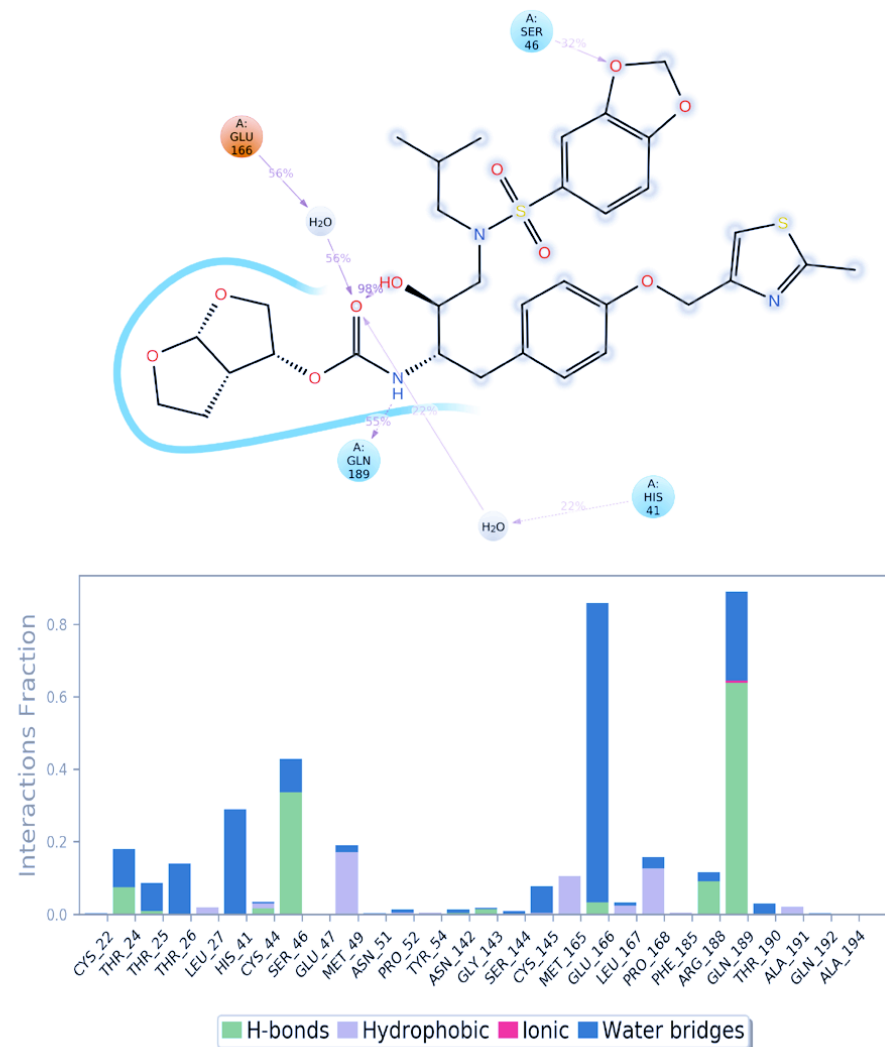 A:
SER
46
32%
O
O
A:
GLU
166
56%
H₂O
56%
98%
HO
O
O
S
O
N
O
O
O
N
H
O
S
N
22%
55%
A:
GLN
189
H₂O
22%
A:
HIS
41
Interactions Fraction
0.8
0.6
0.4
0.2
0.0
CYS_22
THR_24
THR_25
THR_26
LEU_27
HIS_41
CYS_44
SER_46
GLU_47
MET_49
ASN_51
PRO_52
TYR_54
ASN_142
GLY_143
SER_144
CYS_145
MET_165
GLU_166
LEU_167
PRO_168
PHE_185
ARG_188
GLN_189
THR_190
ALA_191
GLN_192
ALA_194
H-bonds Hydrophobic Ionic Water bridges